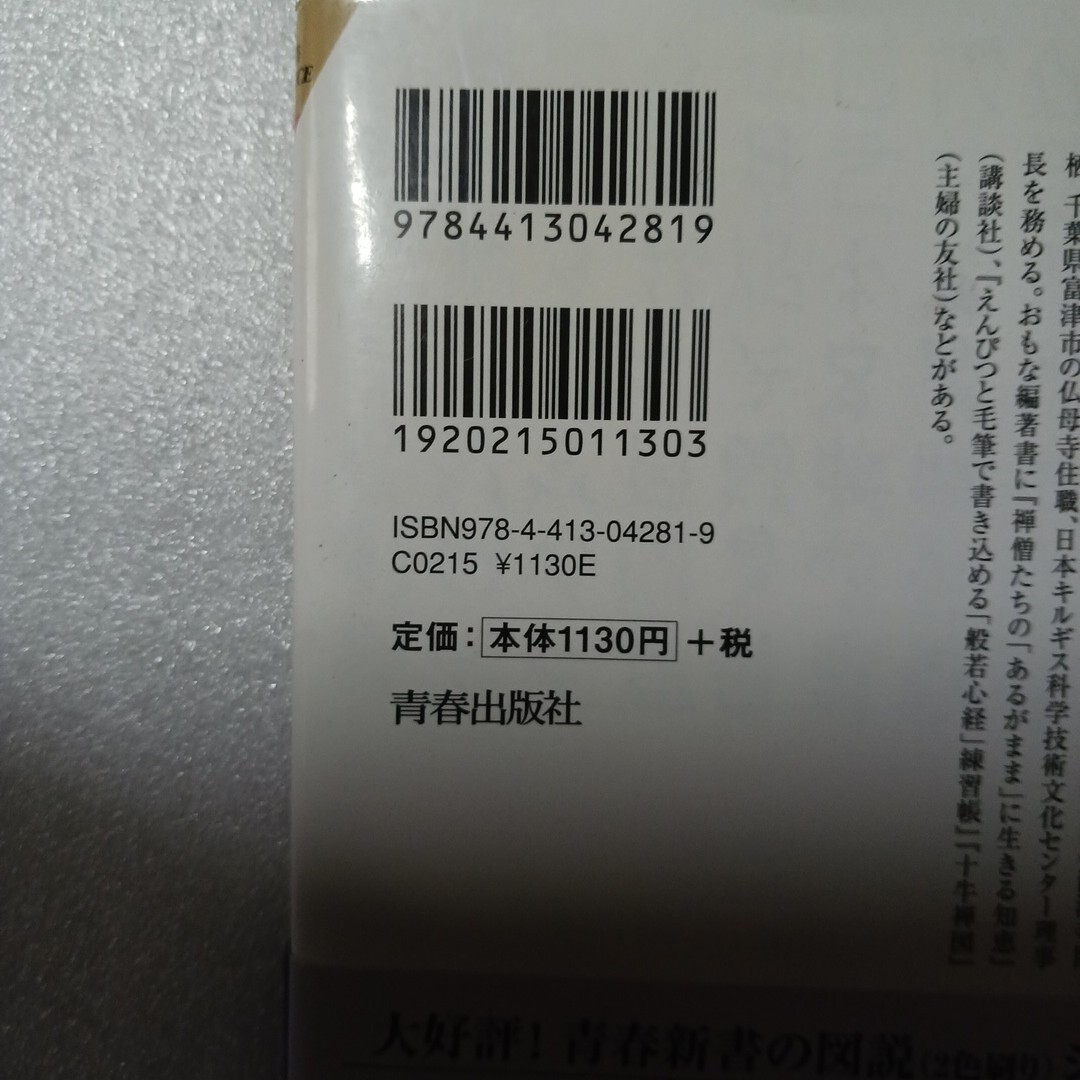 9784413042819
1920215011303
ISBN978-4-413-04281-9
C0215 ¥1130E
定価：本体1130円＋税
青春出版社
千葉県富津市の仏母寺住職、日本キルギス科学技術文化センター理事
長を務める。おもな編著書に『禅僧たちの「あるがまま」に生きる知恵』
（講談社）、『えんぴつと毛筆で書き込める「般若心経」練習帳』『十牛禅図』
（主婦の友社）などがある。
大好評！青春新書の図説（2色刷り）シ